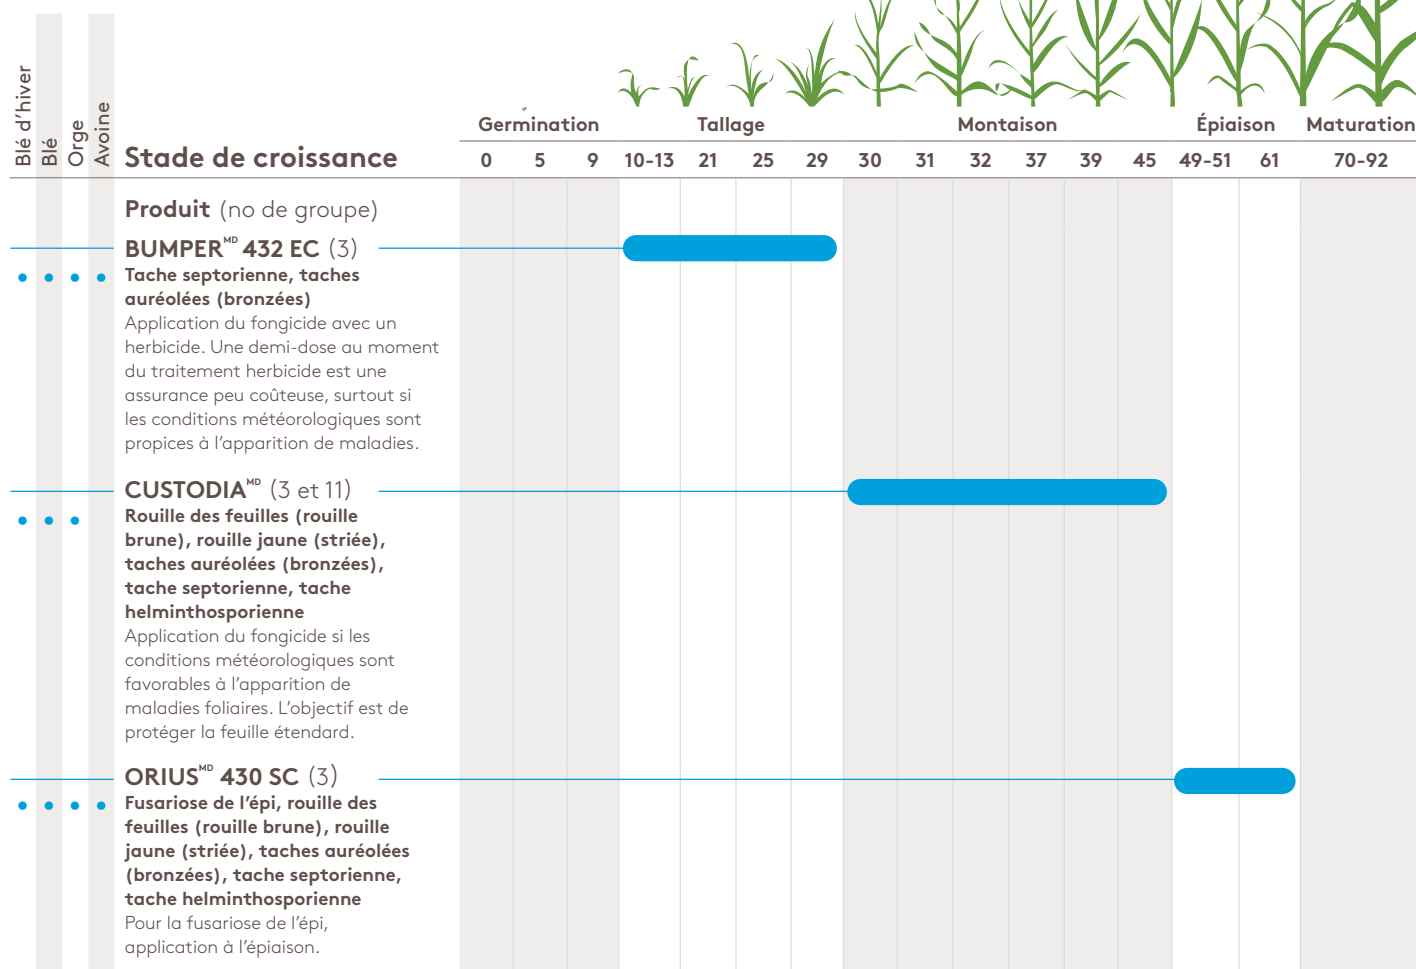 Blé d'hiver
Blé
Orge
Avoine
Germination Tallage Montaison Épiaison Maturation
Stade de croissance 0 5 9 10-13 21 25 29 30 31 32 37 39 45 49-51 61 70-92
Produit (no de groupe)
BUMPER MD 432 EC (3)
Tache septorienne, taches
auréolées (bronzées)
Application du fongicide avec un
herbicide. Une demi-dose au moment
du traitement herbicide est une
assurance peu coûteuse, surtout si
les conditions météorologiques sont
propices à l'apparition de maladies.
CUSTODIA MD (3 et 11)
Rouille des feuilles (rouille
brune), rouille jaune (striée),
taches auréolées (bronzées),
tache septorienne, tache
helminthosporienne
Application du fongicide si les
conditions météorologiques sont
favorables à l'apparition de
maladies foliaires. L'objectif est de
protéger la feuille étendard.
ORIUS MD 430 SC (3)
Fusariose de l'épi, rouille des
feuilles (rouille brune), rouille
jaune (striée), taches auréolées
(bronzées), tache septorienne,
tache helminthosporienne
Pour la fusariose de l'épi,
application à l'épiaison.